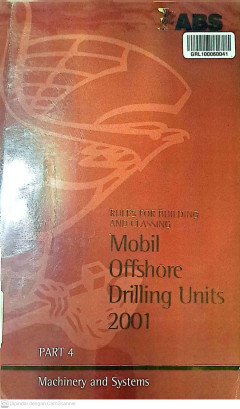 ABS
GRL100060041
RULES FOR BUILDING
AND CLASSING
Mobil
Offshore
Drilling Units
2001
PART 4
Machinery and Systems